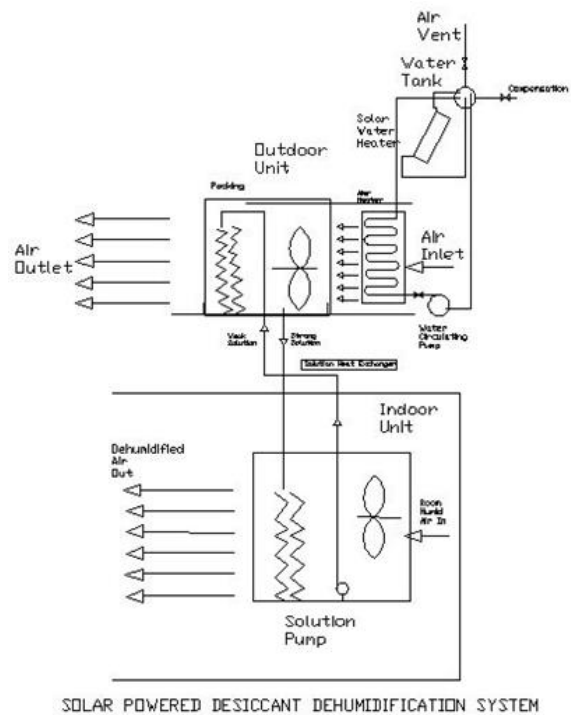 Air
Vent
Water
Tank
Compensation
Solar
Water
Heater
Outdoor
Unit
Packing
Air
Heater
Air
Inlet
Air
Outlet
Weak
Solution
Strong
Solution
Water
Circulating
Pump
Solution Heat Exchanger
Indoor
Unit
Dehumidified
Air
Out
Room
Humid
Air In
Solution
Pump
SOLAR POWERED DESICCANT DEHUMIDIFICATION SYSTEM